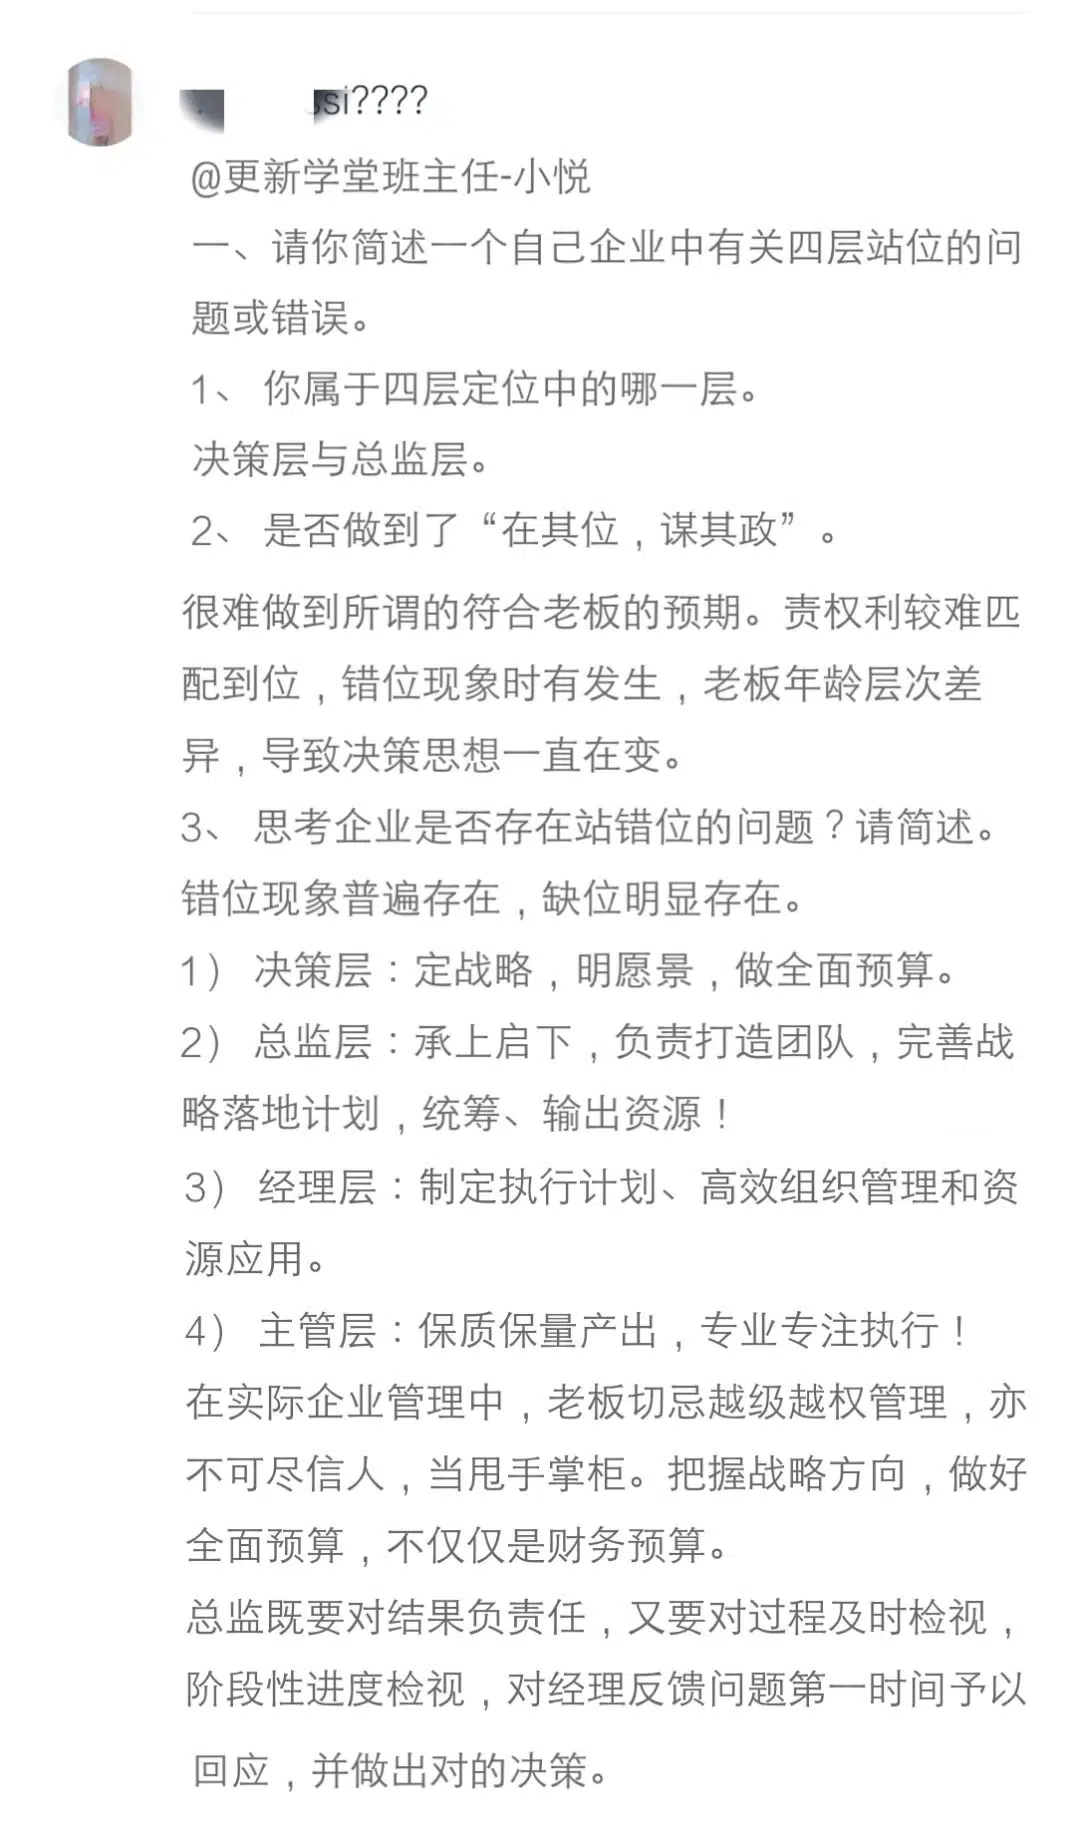 ssi????
@更新学堂班主任-小悦
一、请你简述一个自己企业中有关四层站位的问
题或错误。
1、 你属于四层定位中的哪一层。
决策层与总监层。
2、 是否做到了“在其位，谋其政”。
很难做到所谓的符合老板的预期。责权利较难匹
配到位，错位现象时有发生，老板年龄层次差
异，导致决策思想一直在变。
3、 思考企业是否存在站错位的问题？请简述。
错位现象普遍存在，缺位明显存在。
1） 决策层：定战略，明愿景，做全面预算。
2） 总监层：承上启下，负责打造团队，完善战
略落地计划，统筹、输出资源！
3） 经理层：制定执行计划、高效组织管理和资
源应用。
4） 主管层：保质保量产出，专业专注执行！
在实际企业管理中，老板切忌越级越权管理，亦
不可尽信人，当甩手掌柜。把握战略方向，做好
全面预算，不仅仅是财务预算。
总监既要对结果负责任，又要对过程及时检视，
阶段性进度检视，对经理反馈问题第一时间予以
回应，并做出对的决策。